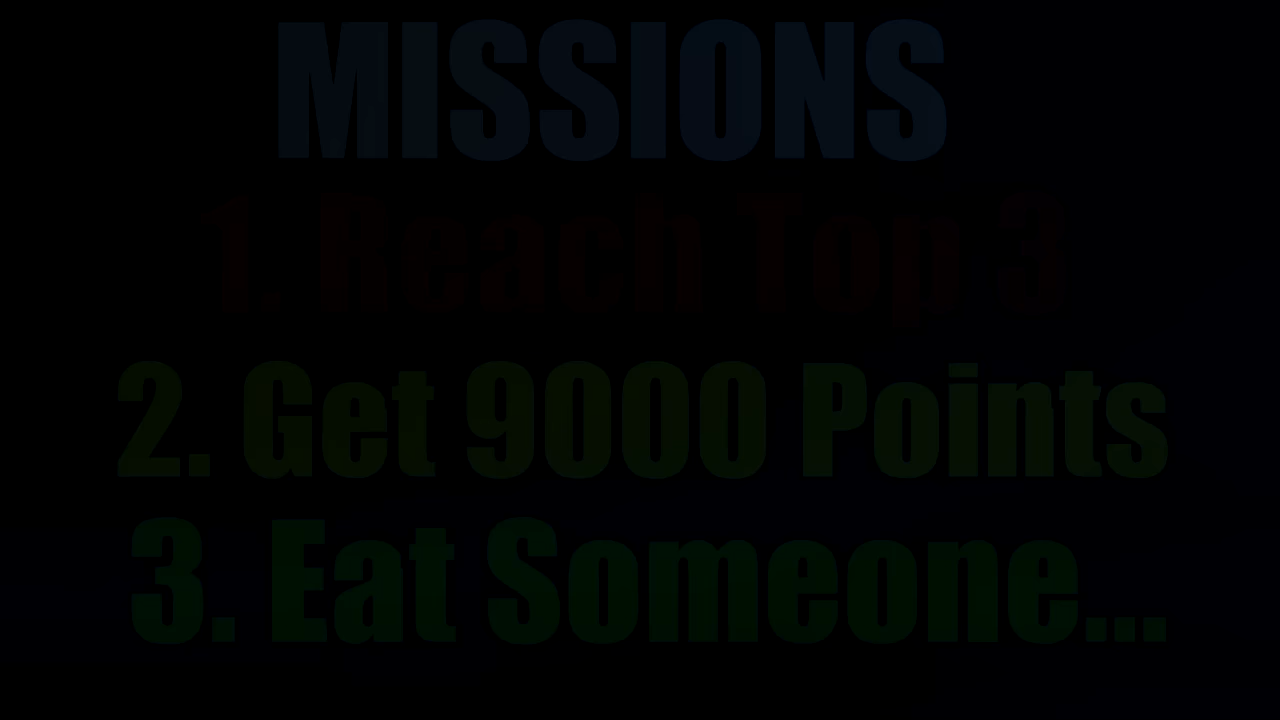 MISSIONS
1. Reach Top 3
2. Get 9000 Points
3. Eat Someone...